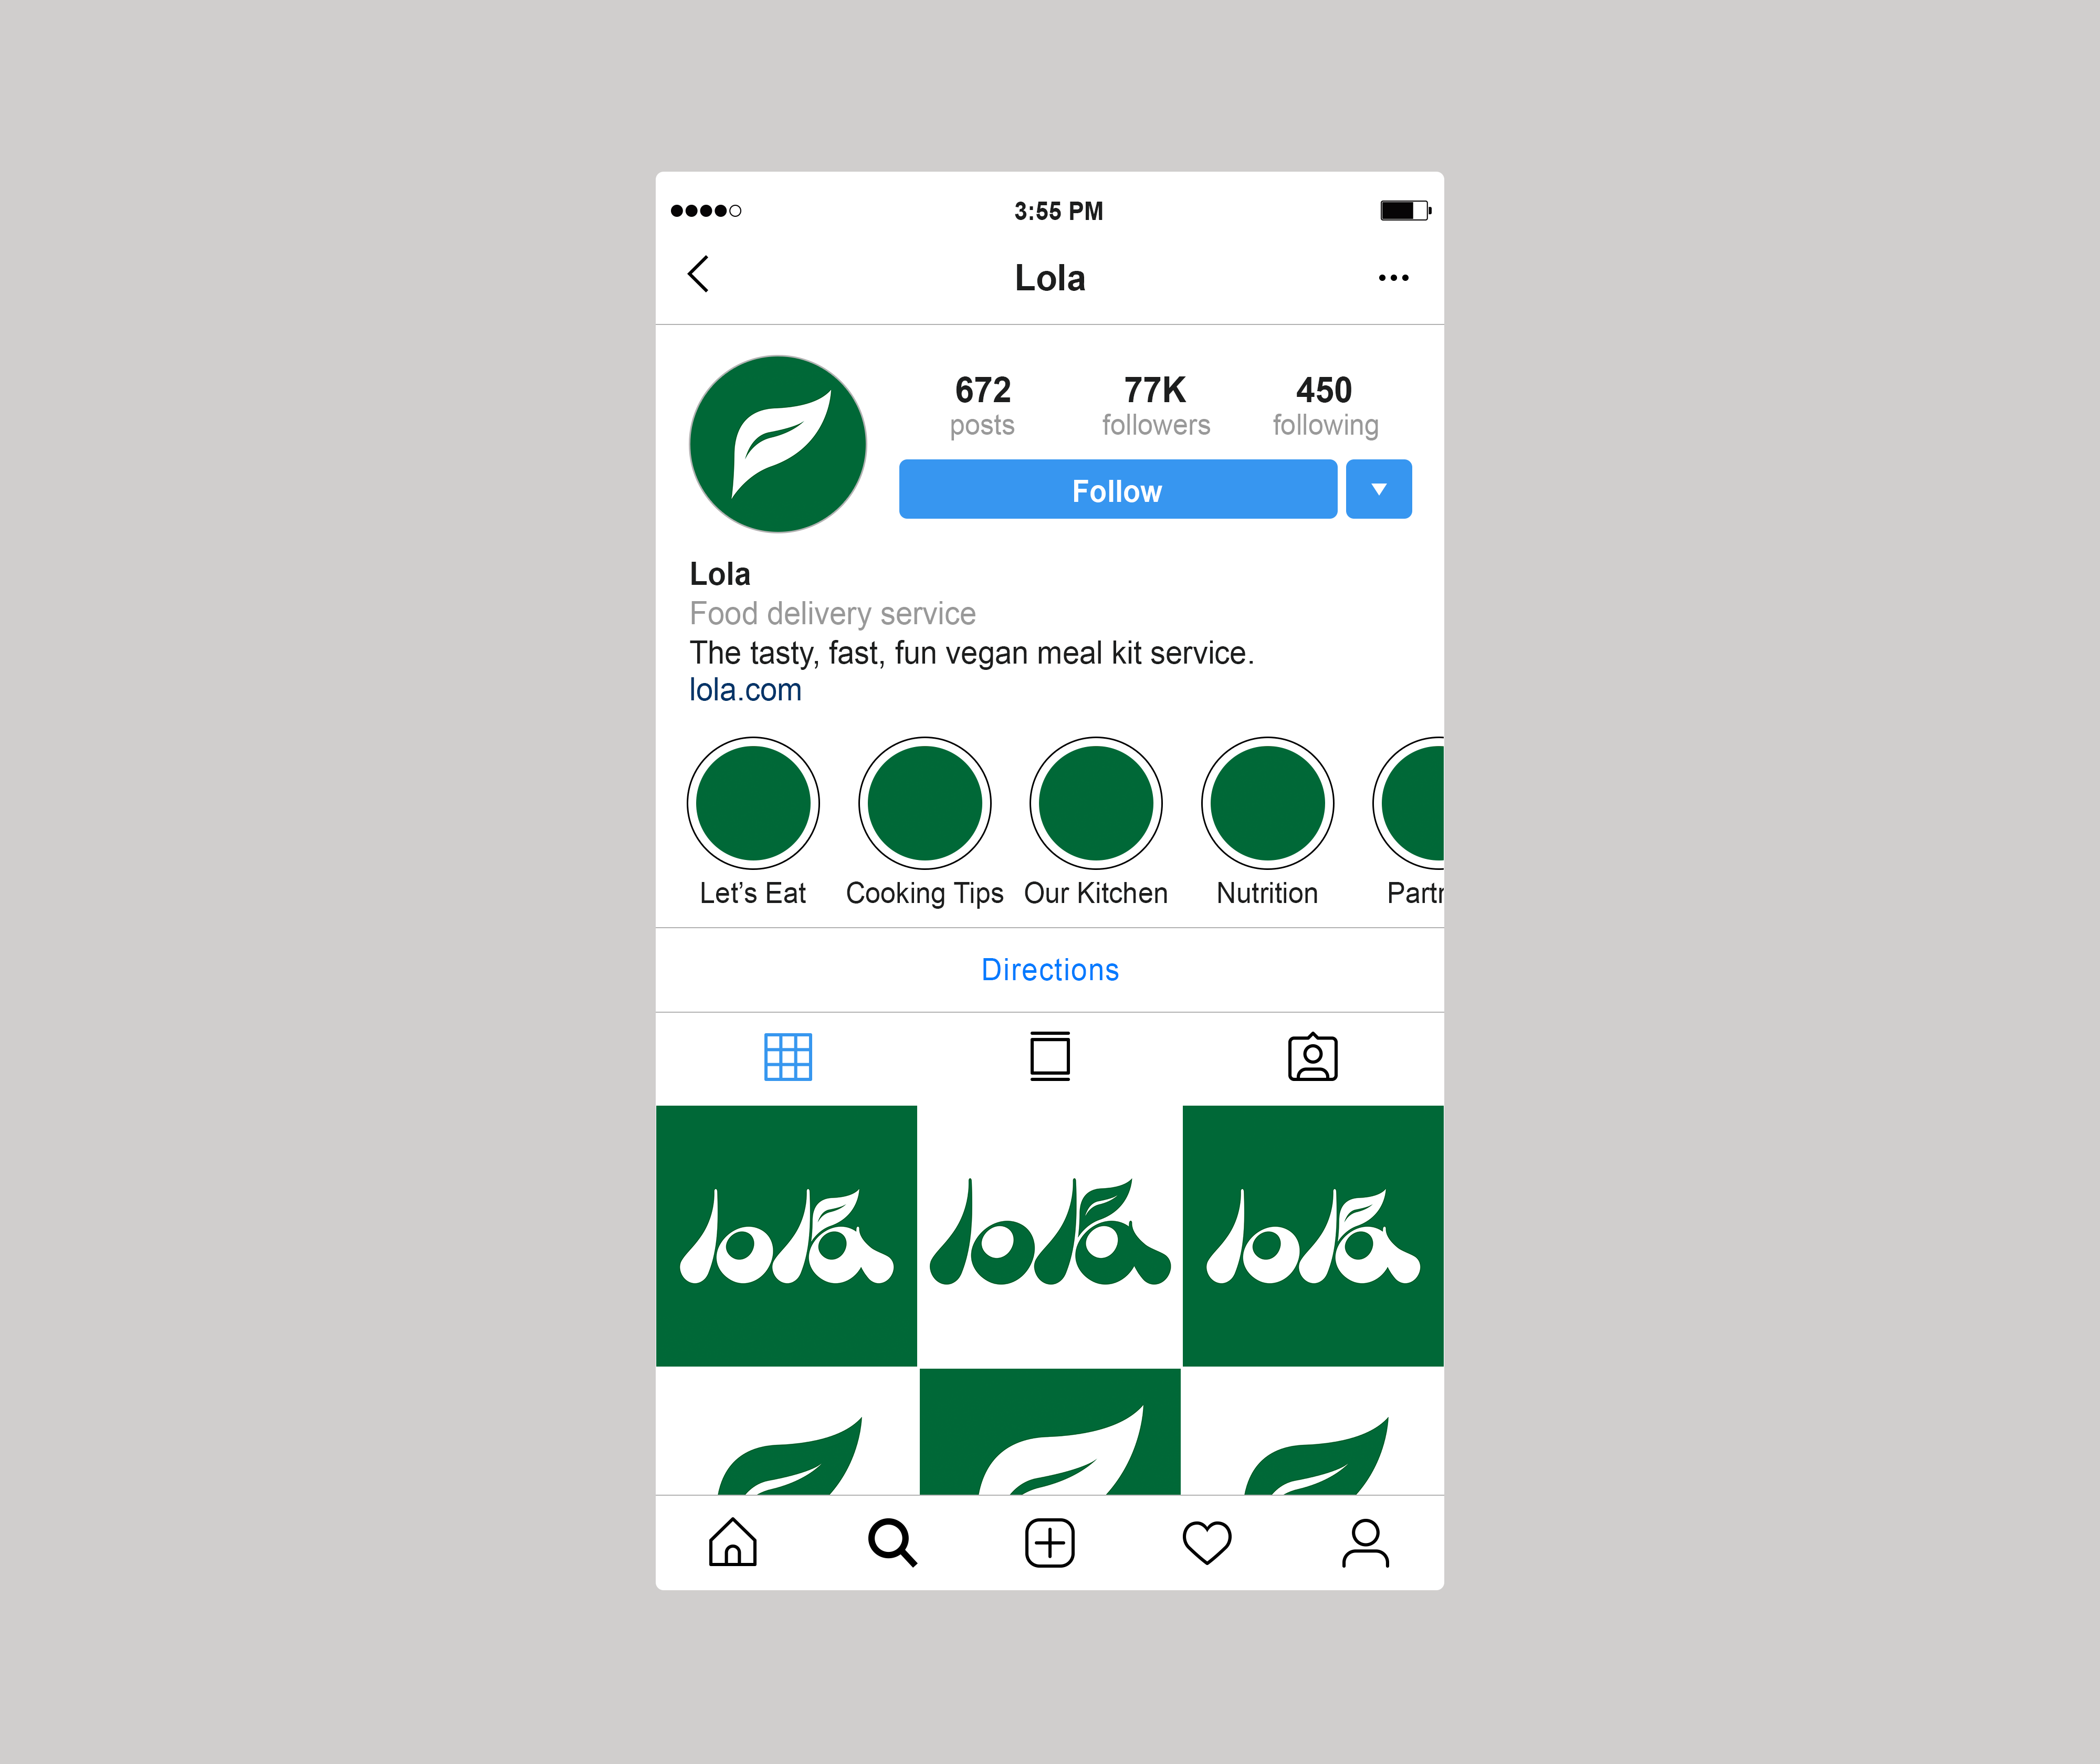 3:55 PM
Lola
672 77K 450
posts followers following
Follow
Lola
Food delivery service
The tasty, fast, fun vegan meal kit service.
lola.com
Let’s Eat Cooking Tips Our Kitchen Nutrition Partr
Directions
lola lola lola